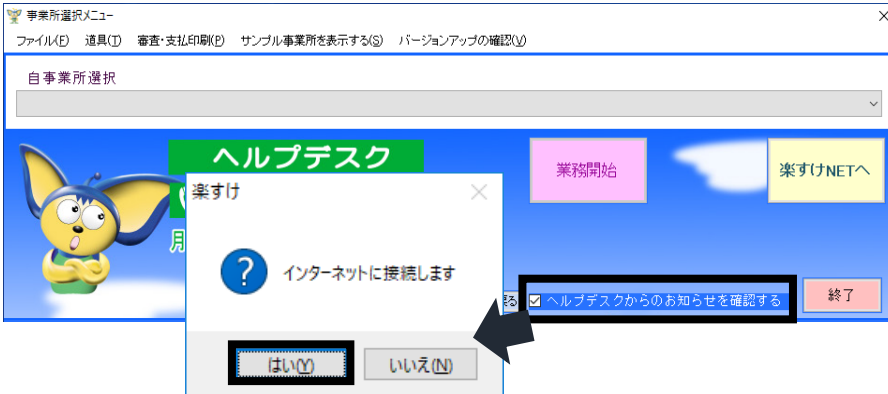 事業所選択メニュー
ファイル(F) 道具(T) 審査・支払印刷(P) サンプル事業所を表示する(S) バージョンアップの確認(V)
自事業所選択
ヘルプデスク
業務開始
楽すけNETへ
楽すけ
月
インターネットに接続します
る
ヘルプデスクからのお知らせを確認する
終了
はい(Y)
いいえ(N)